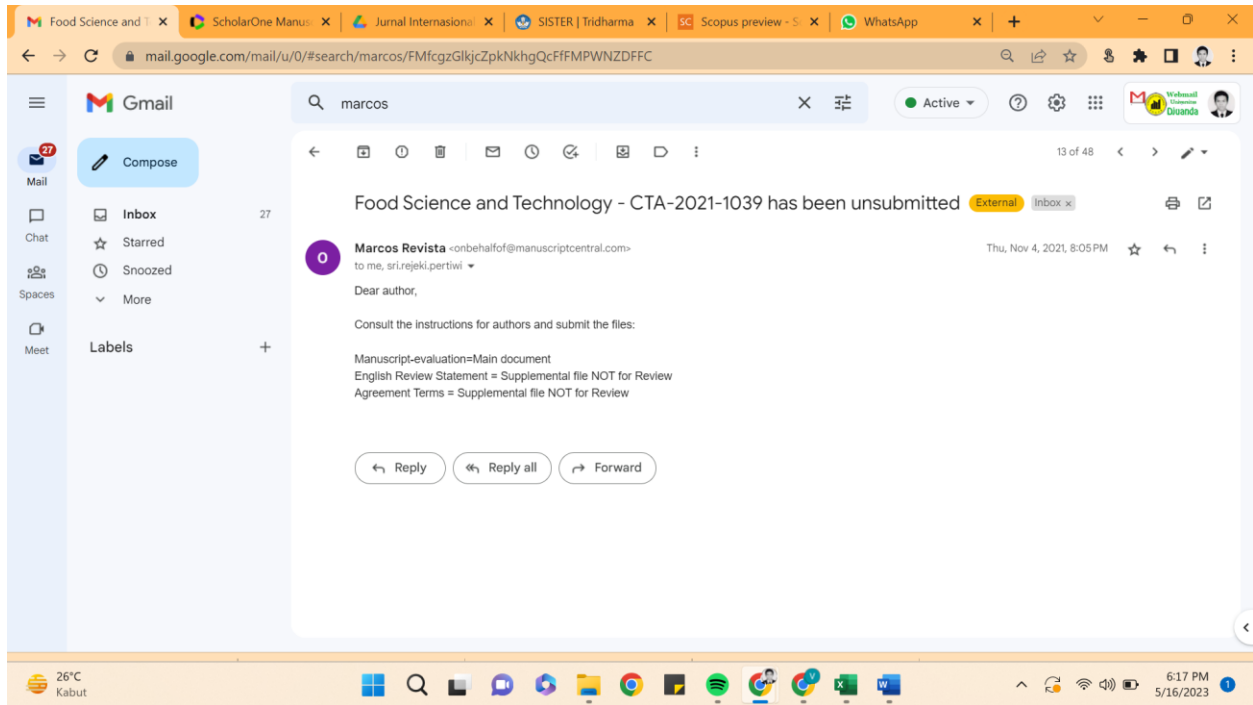 Food Science and T
ScholarOne Manus
Jurnal Internasional
SISTER | Tridharma
Scopus preview - S
WhatsApp
mail.google.com/mail/u/0/#search/marcos/FMfcgzGlkjcZpkNkhgQcFfFMPWNZDFFC
Gmail
marcos
Active
Webmail
Universitas
Djuanda
27
Mail
Compose
13 of 48
Chat
Inbox 27
Starred
Snoozed
More
Spaces
Meet
Labels
Food Science and Technology - CTA-2021-1039 has been unsubmitted External Inbox x
O
Marcos Revista <onbehalfof@manuscriptcentral.com> Thu, Nov 4, 2021, 8:05 PM
to me, sri.rejeki.pertiwi
Dear author,
Consult the instructions for authors and submit the files:
Manuscript-evaluation=Main document
English Review Statement = Supplemental file NOT for Review
Agreement Terms = Supplemental file NOT for Review
Reply
Reply all
Forward
26°C
Kabut
6:17 PM
5/16/2023
1